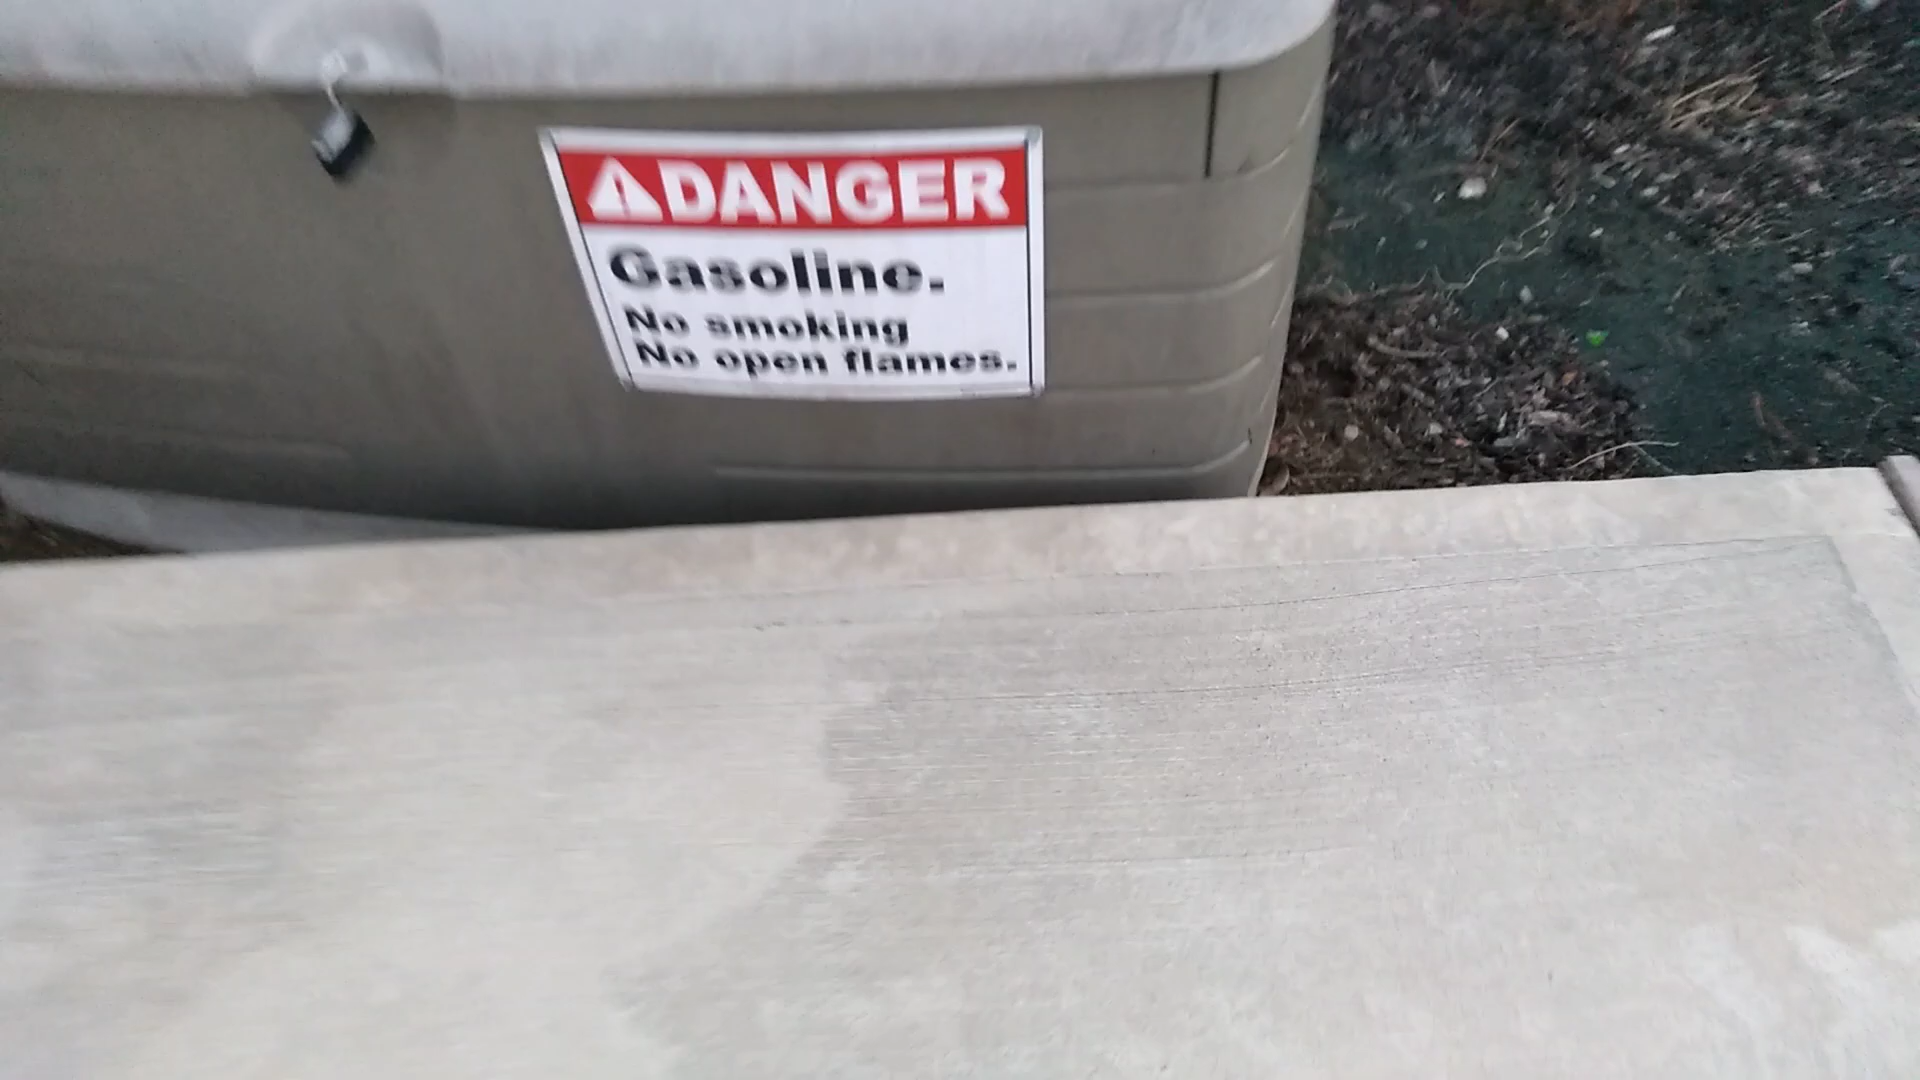 DANGER
Gasoline.
No smoking
No open flames.